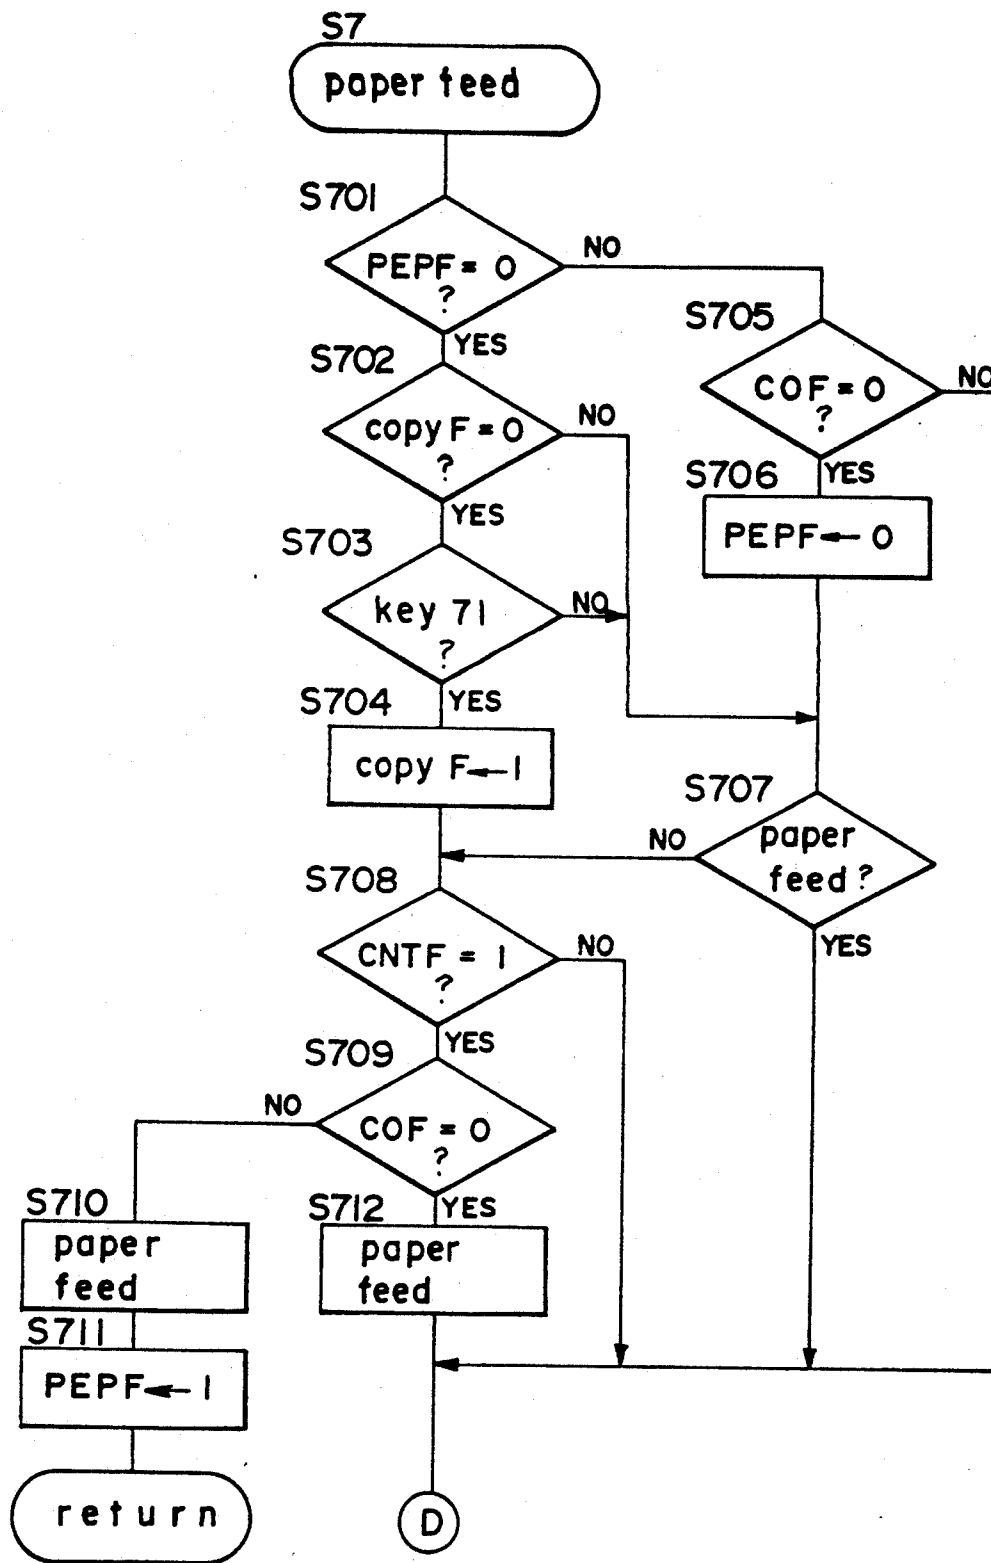 S7
paper feed
S701
PEPF = 0
?
NO
YES
S705
COF = 0
?
NO
YES
S702
copy F = 0
?
NO
YES
S706
PEPF ← 0
S703
key 71
?
NO
YES
S704
copy F ← 1
S707
paper
feed ?
NO
YES
S708
CNTF = 1
?
NO
YES
S709
COF = 0
?
NO
YES
S710
paper
feed
S712
paper
feed
S711
PEPF ← 1
return
D